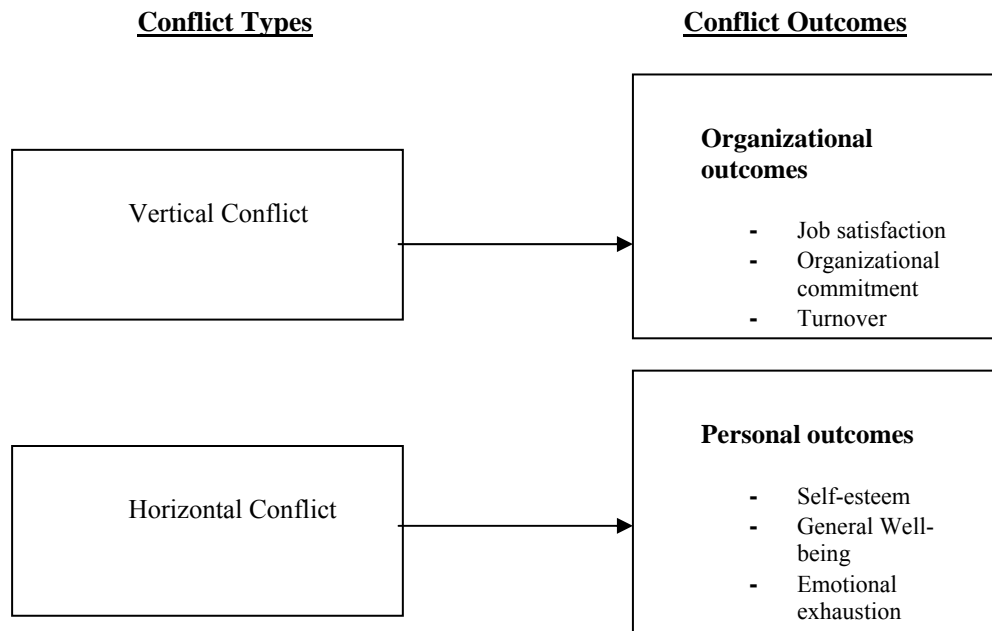 Conflict Types
Conflict Outcomes
Vertical Conflict
Organizational
outcomes
- Job satisfaction
- Organizational
commitment
- Turnover
Horizontal Conflict
Personal outcomes
- Self-esteem
- General Well-
being
- Emotional
exhaustion